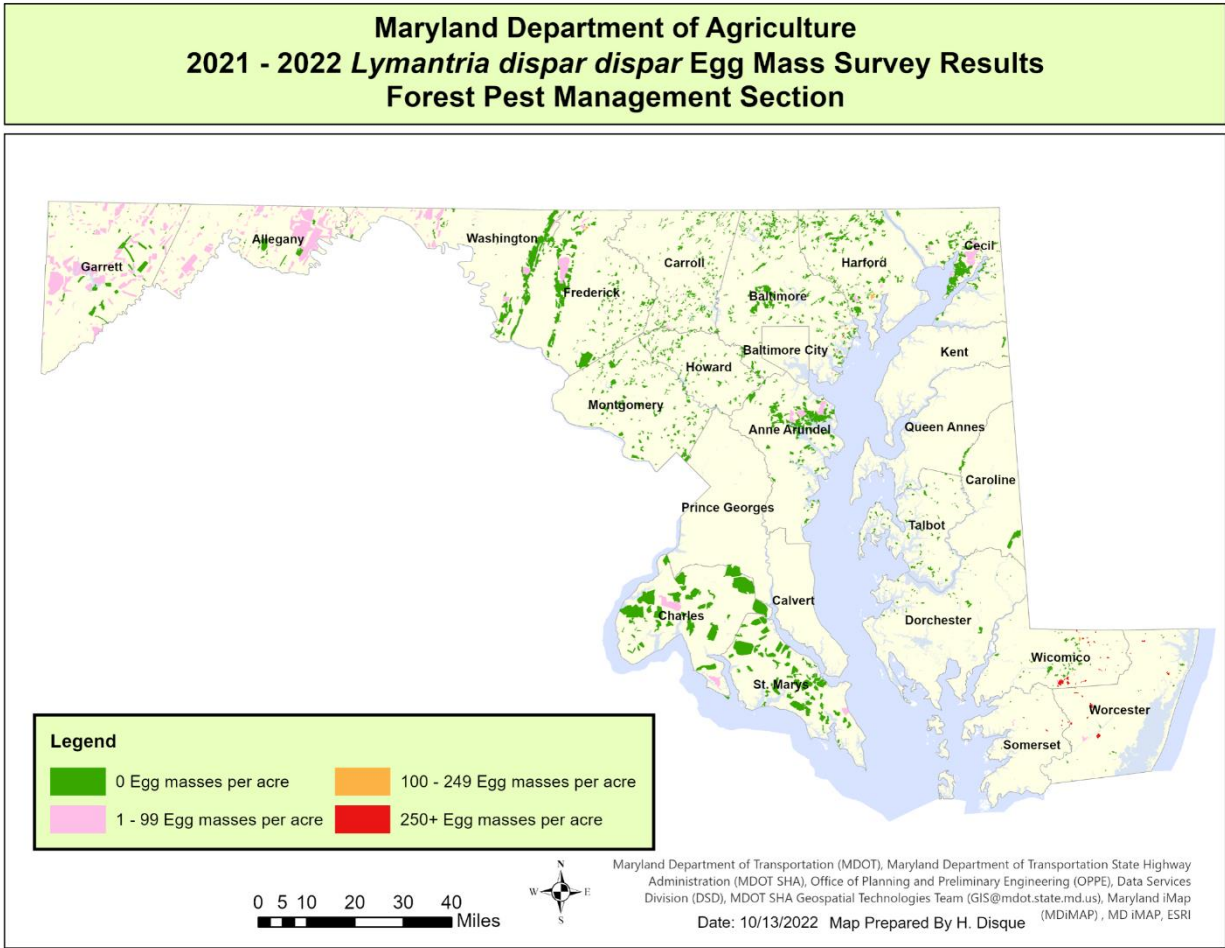 Maryland Department of Agriculture
2021 - 2022 Lymantria dispar dispar Egg Mass Survey Results
Forest Pest Management Section
Garrett
Allegany
Washington
Frederick
Carroll
Baltimore
Harford
Cecil
Baltimore City
Howard
Montgomery
Anne Arundel
Kent
Queen Annes
Caroline
Talbot
Prince Georges
Calvert
Charles
St. Marys
Dorchester
Wicomico
Worcester
Somerset
Legend
0 Egg masses per acre
100 - 249 Egg masses per acre
1 - 99 Egg masses per acre
250+ Egg masses per acre
0 5 10 20 30 40
Miles
N
W
E
S
Maryland Department of Transportation (MDOT), Maryland Department of Transportation State Highway
Administration (MDOT SHA), Office of Planning and Preliminary Engineering (OPPE), Data Services
Division (DSD), MDOT SHA Geospatial Technologies Team (GIS@mdot.state.md.us), Maryland iMap
(MDiMAP) , MD iMAP, ESRI
Date: 10/13/2022 Map Prepared By H. Disque